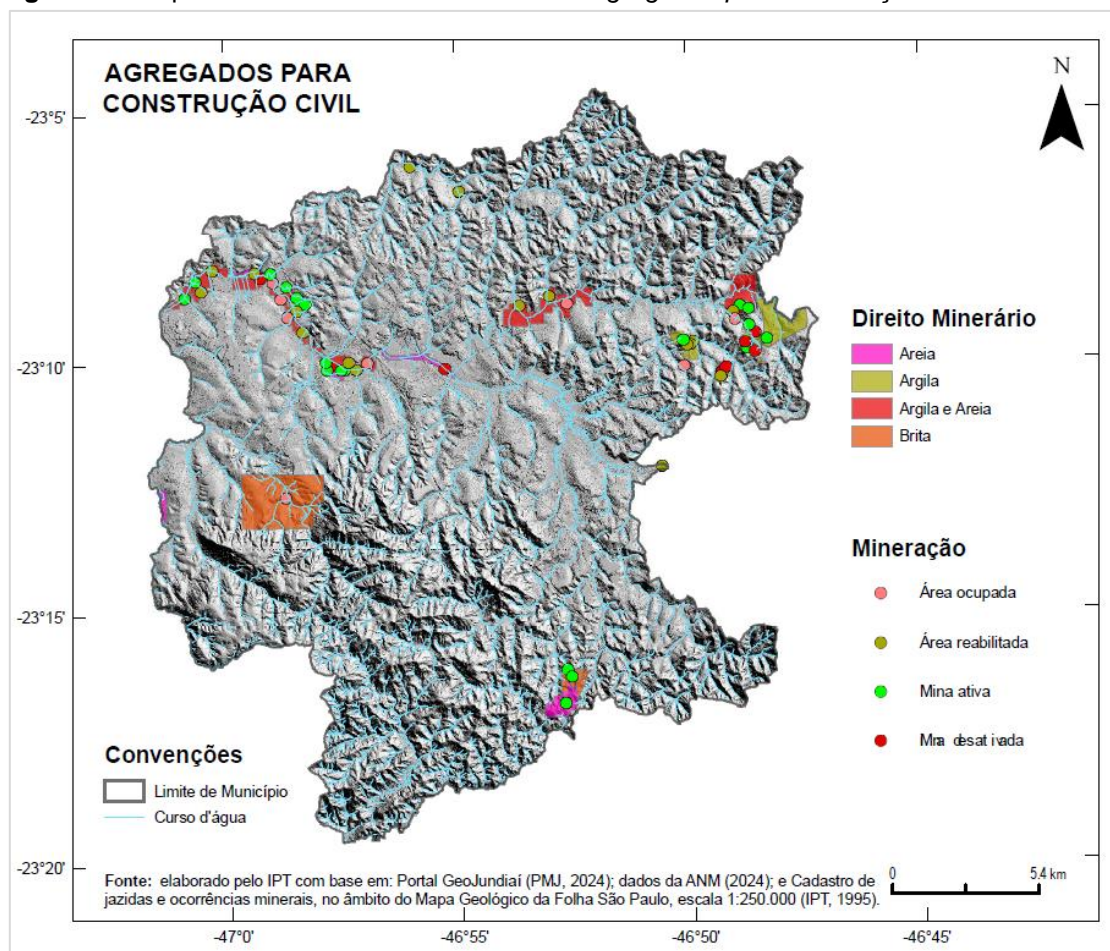 AGREGADOS PARA
CONSTRUÇÃO CIVIL
N
-23°5'
-23°10'
-23°15'
-23°20'
Direito Minerário
Areia
Argila
Argila e Areia
Brita
Mineração
Área ocupada
Área reabilitada
Mina ativa
Mina desativada
Convenções
Limite de Município
Curso d'água
Fonte: elaborado pelo IPT com base em: Portal GeoJundiaí (PMJ, 2024); dados da ANM (2024); e Cadastro de
jazidas e ocorrências minerais, no âmbito do Mapa Geológico da Folha São Paulo, escala 1:250.000 (IPT, 1995).
0 5.4 km
-47°0' -46°55' -46°50' -46°45'